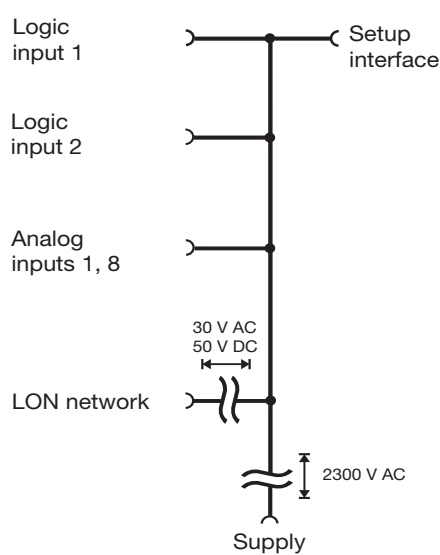 Logic
input 1
Setup
interface
Logic
input 2
Analog
inputs 1, 8
30 V AC
50 V DC
LON network
2300 V AC
Supply